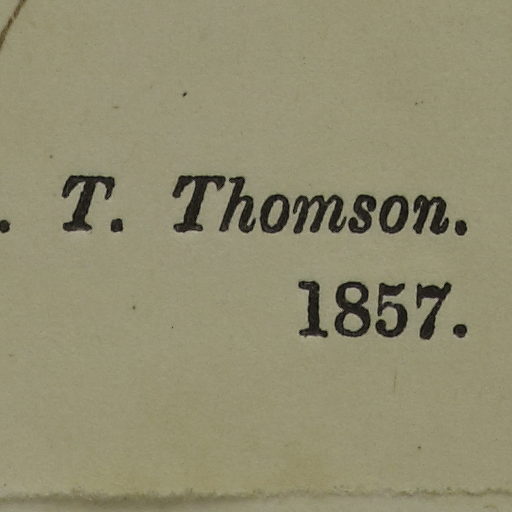 . T. Thomson.
1857.